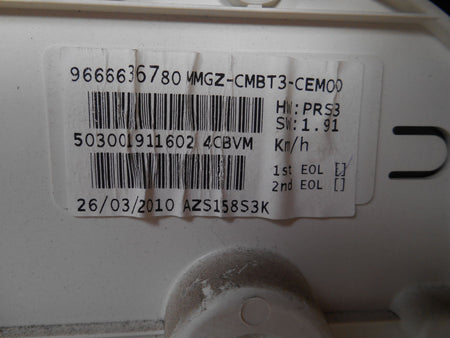 9666636780 MMGZ-CMBT3-CEM00
HW:PRS3
SW:1.91
503001911602 4CBVM Km/h
1st EOL []
2nd EOL []
26/03/2010 AZS158S3K